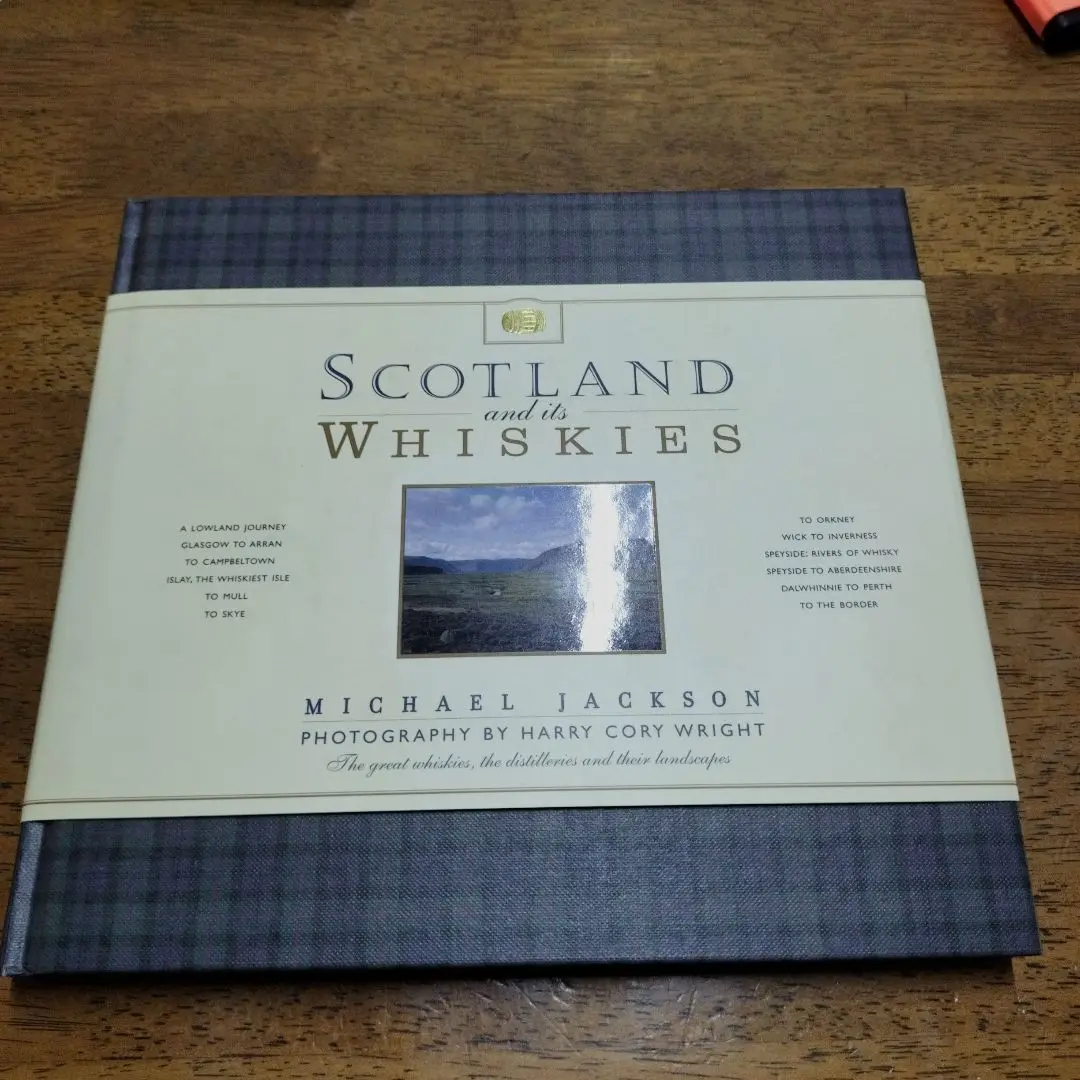 SCOTLAND
and its
WHISKIES
A LOWLAND JOURNEY
GLASGOW TO ARRAN
TO CAMPBELTOWN
ISLAY, THE WHISKIEST ISLE
TO MULL
TO SKYE
TO ORKNEY
WICK TO INVERNESS
SPEYSIDE: RIVERS OF WHISKY
SPEYSIDE TO ABERDEENSHIRE
DALWHINNIE TO PERTH
TO THE BORDER
MICHAEL JACKSON
PHOTOGRAPHY BY HARRY CORY WRIGHT
The great whiskies, the distilleries and their landscapes